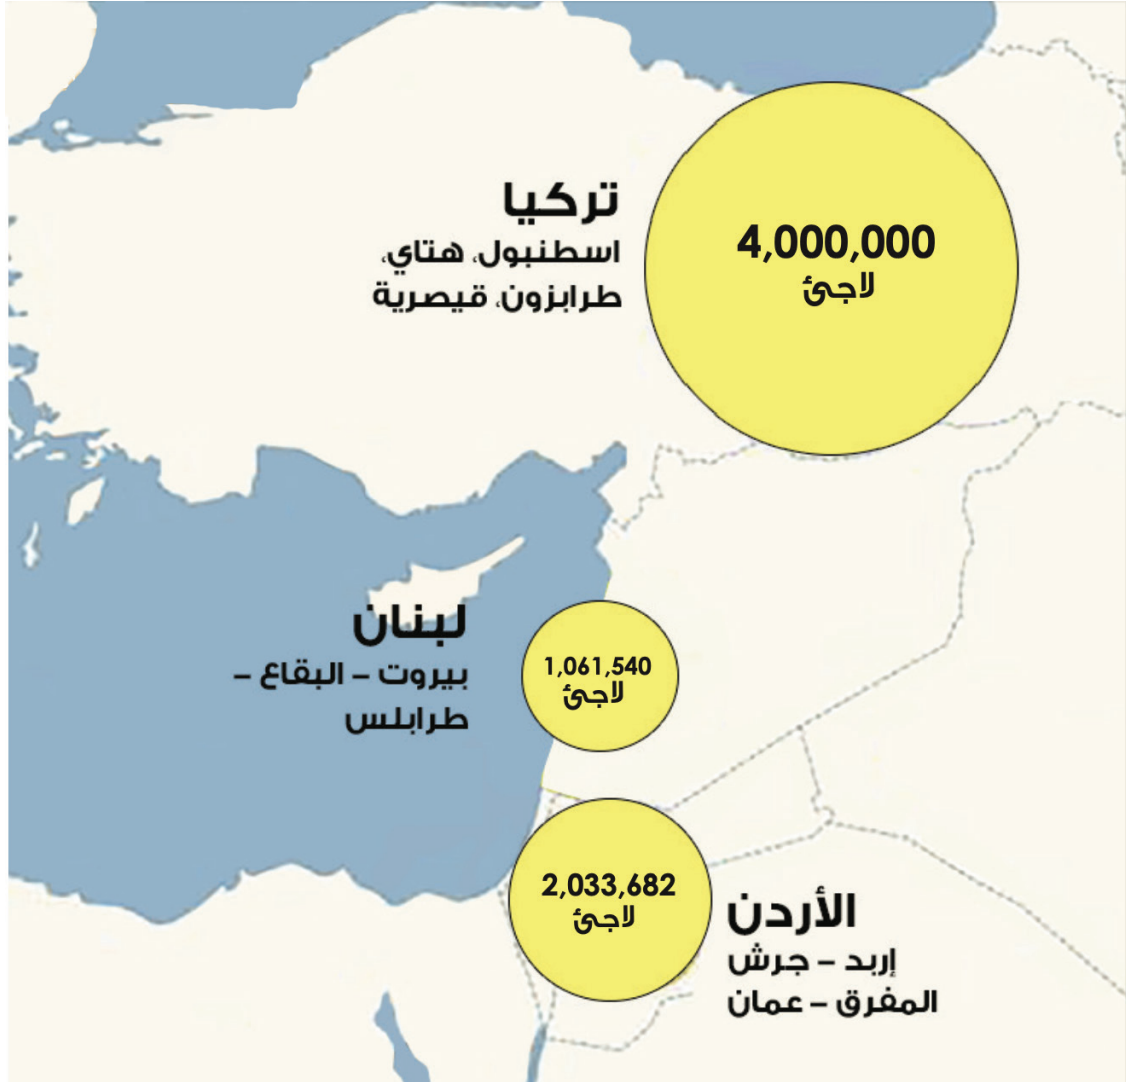 تركيا
اسطنبول، هتاي،
طرابزون، قيصرية
4,000,000
لاجئ
لبنان
بيروت – البقاع –
طرابلس
1,061,540
لاجئ
2,033,682
لاجئ
الأردن
إربد – جرش
المفرق – عمان